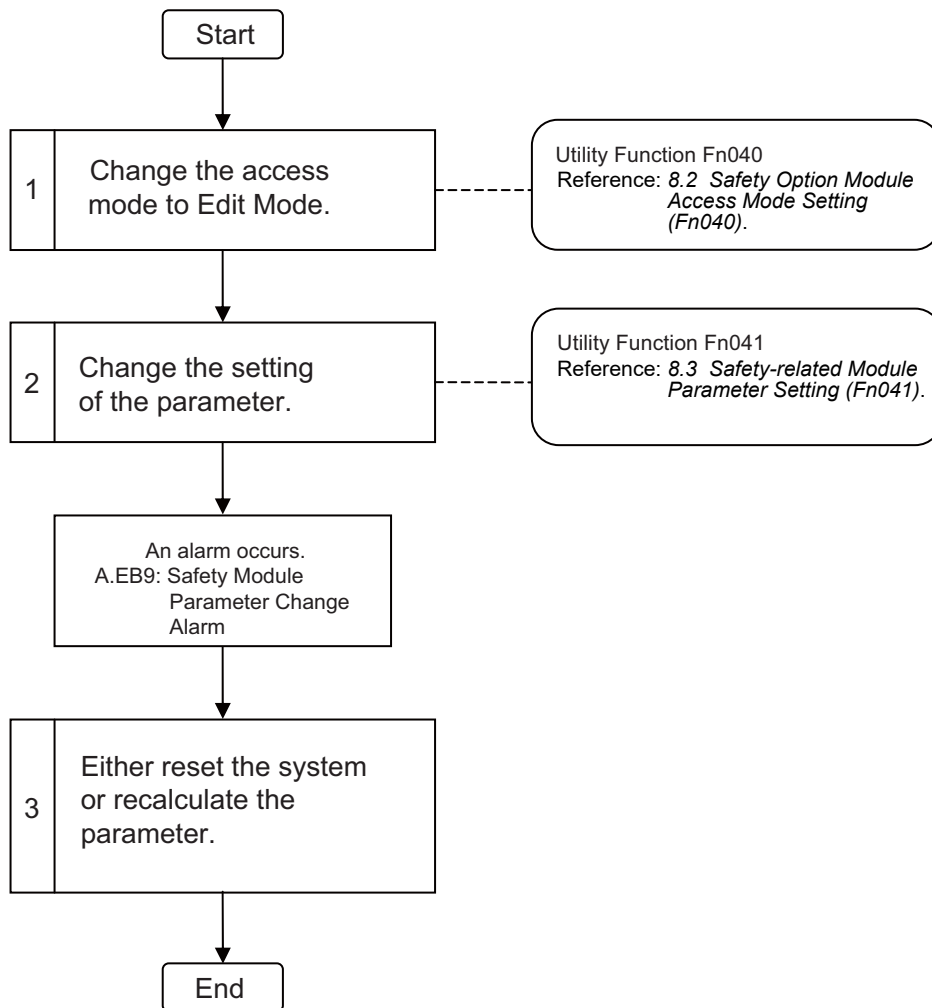 Start
1
Change the access
mode to Edit Mode.
Utility Function Fn040
Reference: 8.2 Safety Option Module
Access Mode Setting
(Fn040).
2
Change the setting
of the parameter.
Utility Function Fn041
Reference: 8.3 Safety-related Module
Parameter Setting (Fn041).
An alarm occurs.
A.EB9: Safety Module
Parameter Change
Alarm
3
Either reset the system
or recalculate the
parameter.
End